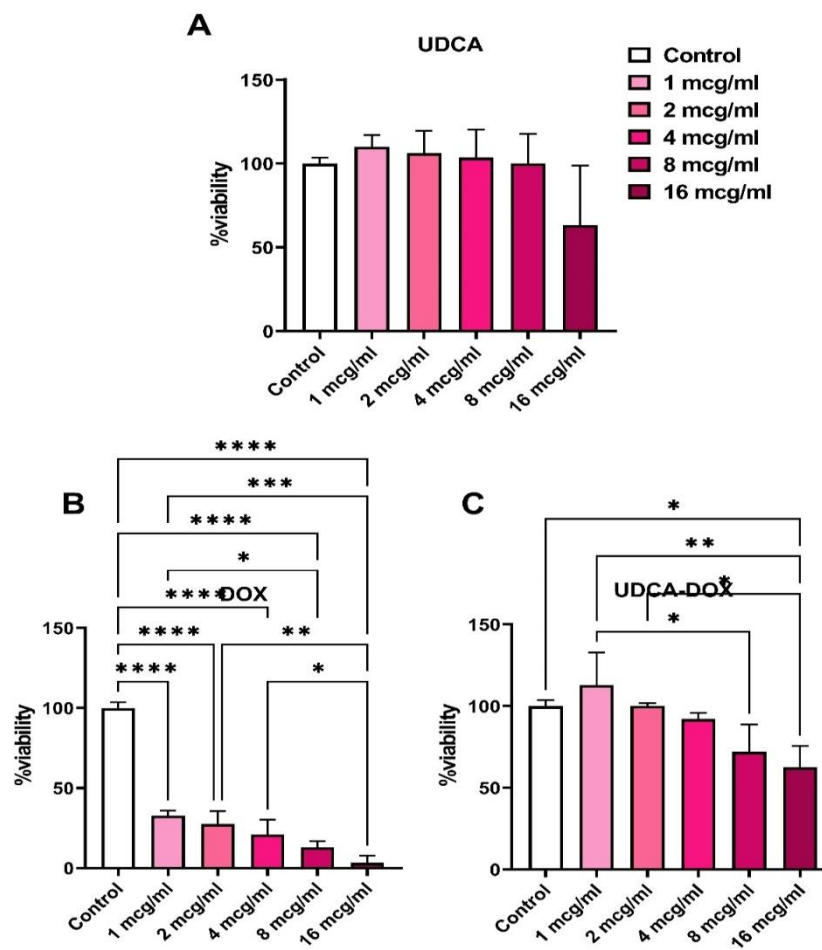 A
UDCA
Control
1 mcg/ml
2 mcg/ml
4 mcg/ml
8 mcg/ml
16 mcg/ml
150
100
50
0
%viability
Control
1 mcg/ml
2 mcg/ml
4 mcg/ml
8 mcg/ml
16 mcg/ml
B
****
***
****
*
****
DOX
****
**
****
*
150
100
50
0
%viability
Control
1 mcg/ml
2 mcg/ml
4 mcg/ml
8 mcg/ml
16 mcg/ml
C
*
**
*
UDCA-DOX
*
150
100
50
0
%viability
Control
1 mcg/ml
2 mcg/ml
4 mcg/ml
8 mcg/ml
16 mcg/ml